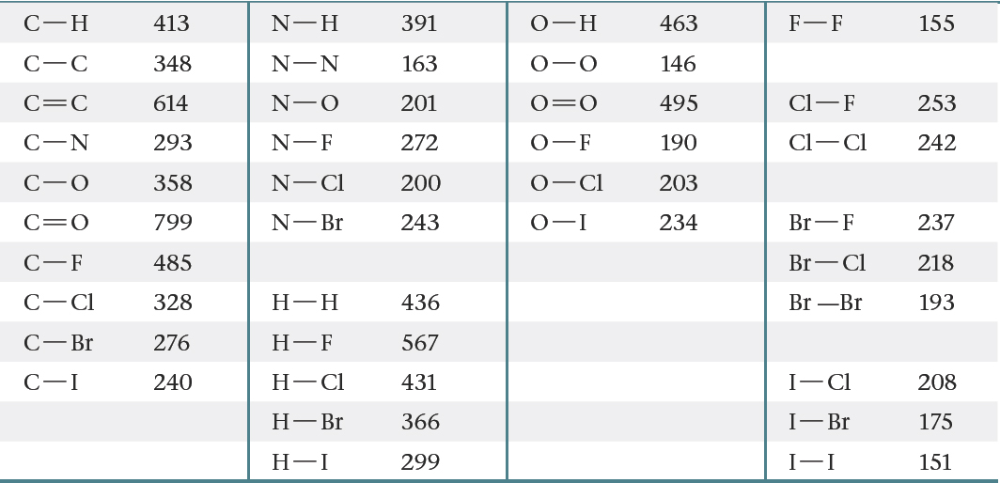 C—H 413 N—H 391 O—H 463 F—F 155
C—C 348 N—N 163 O—O 146
C=C 614 N—O 201 O=O 495 Cl—F 253
C—N 293 N—F 272 O—F 190 Cl—Cl 242
C—O 358 N—Cl 200 O—Cl 203
C=O 799 N—Br 243 O—I 234 Br—F 237
C—F 485 Br—Cl 218
C—Cl 328 H—H 436 Br—Br 193
C—Br 276 H—F 567
C—I 240 H—Cl 431 I—Cl 208
H—Br 366 I—Br 175
H—I 299 I—I 151